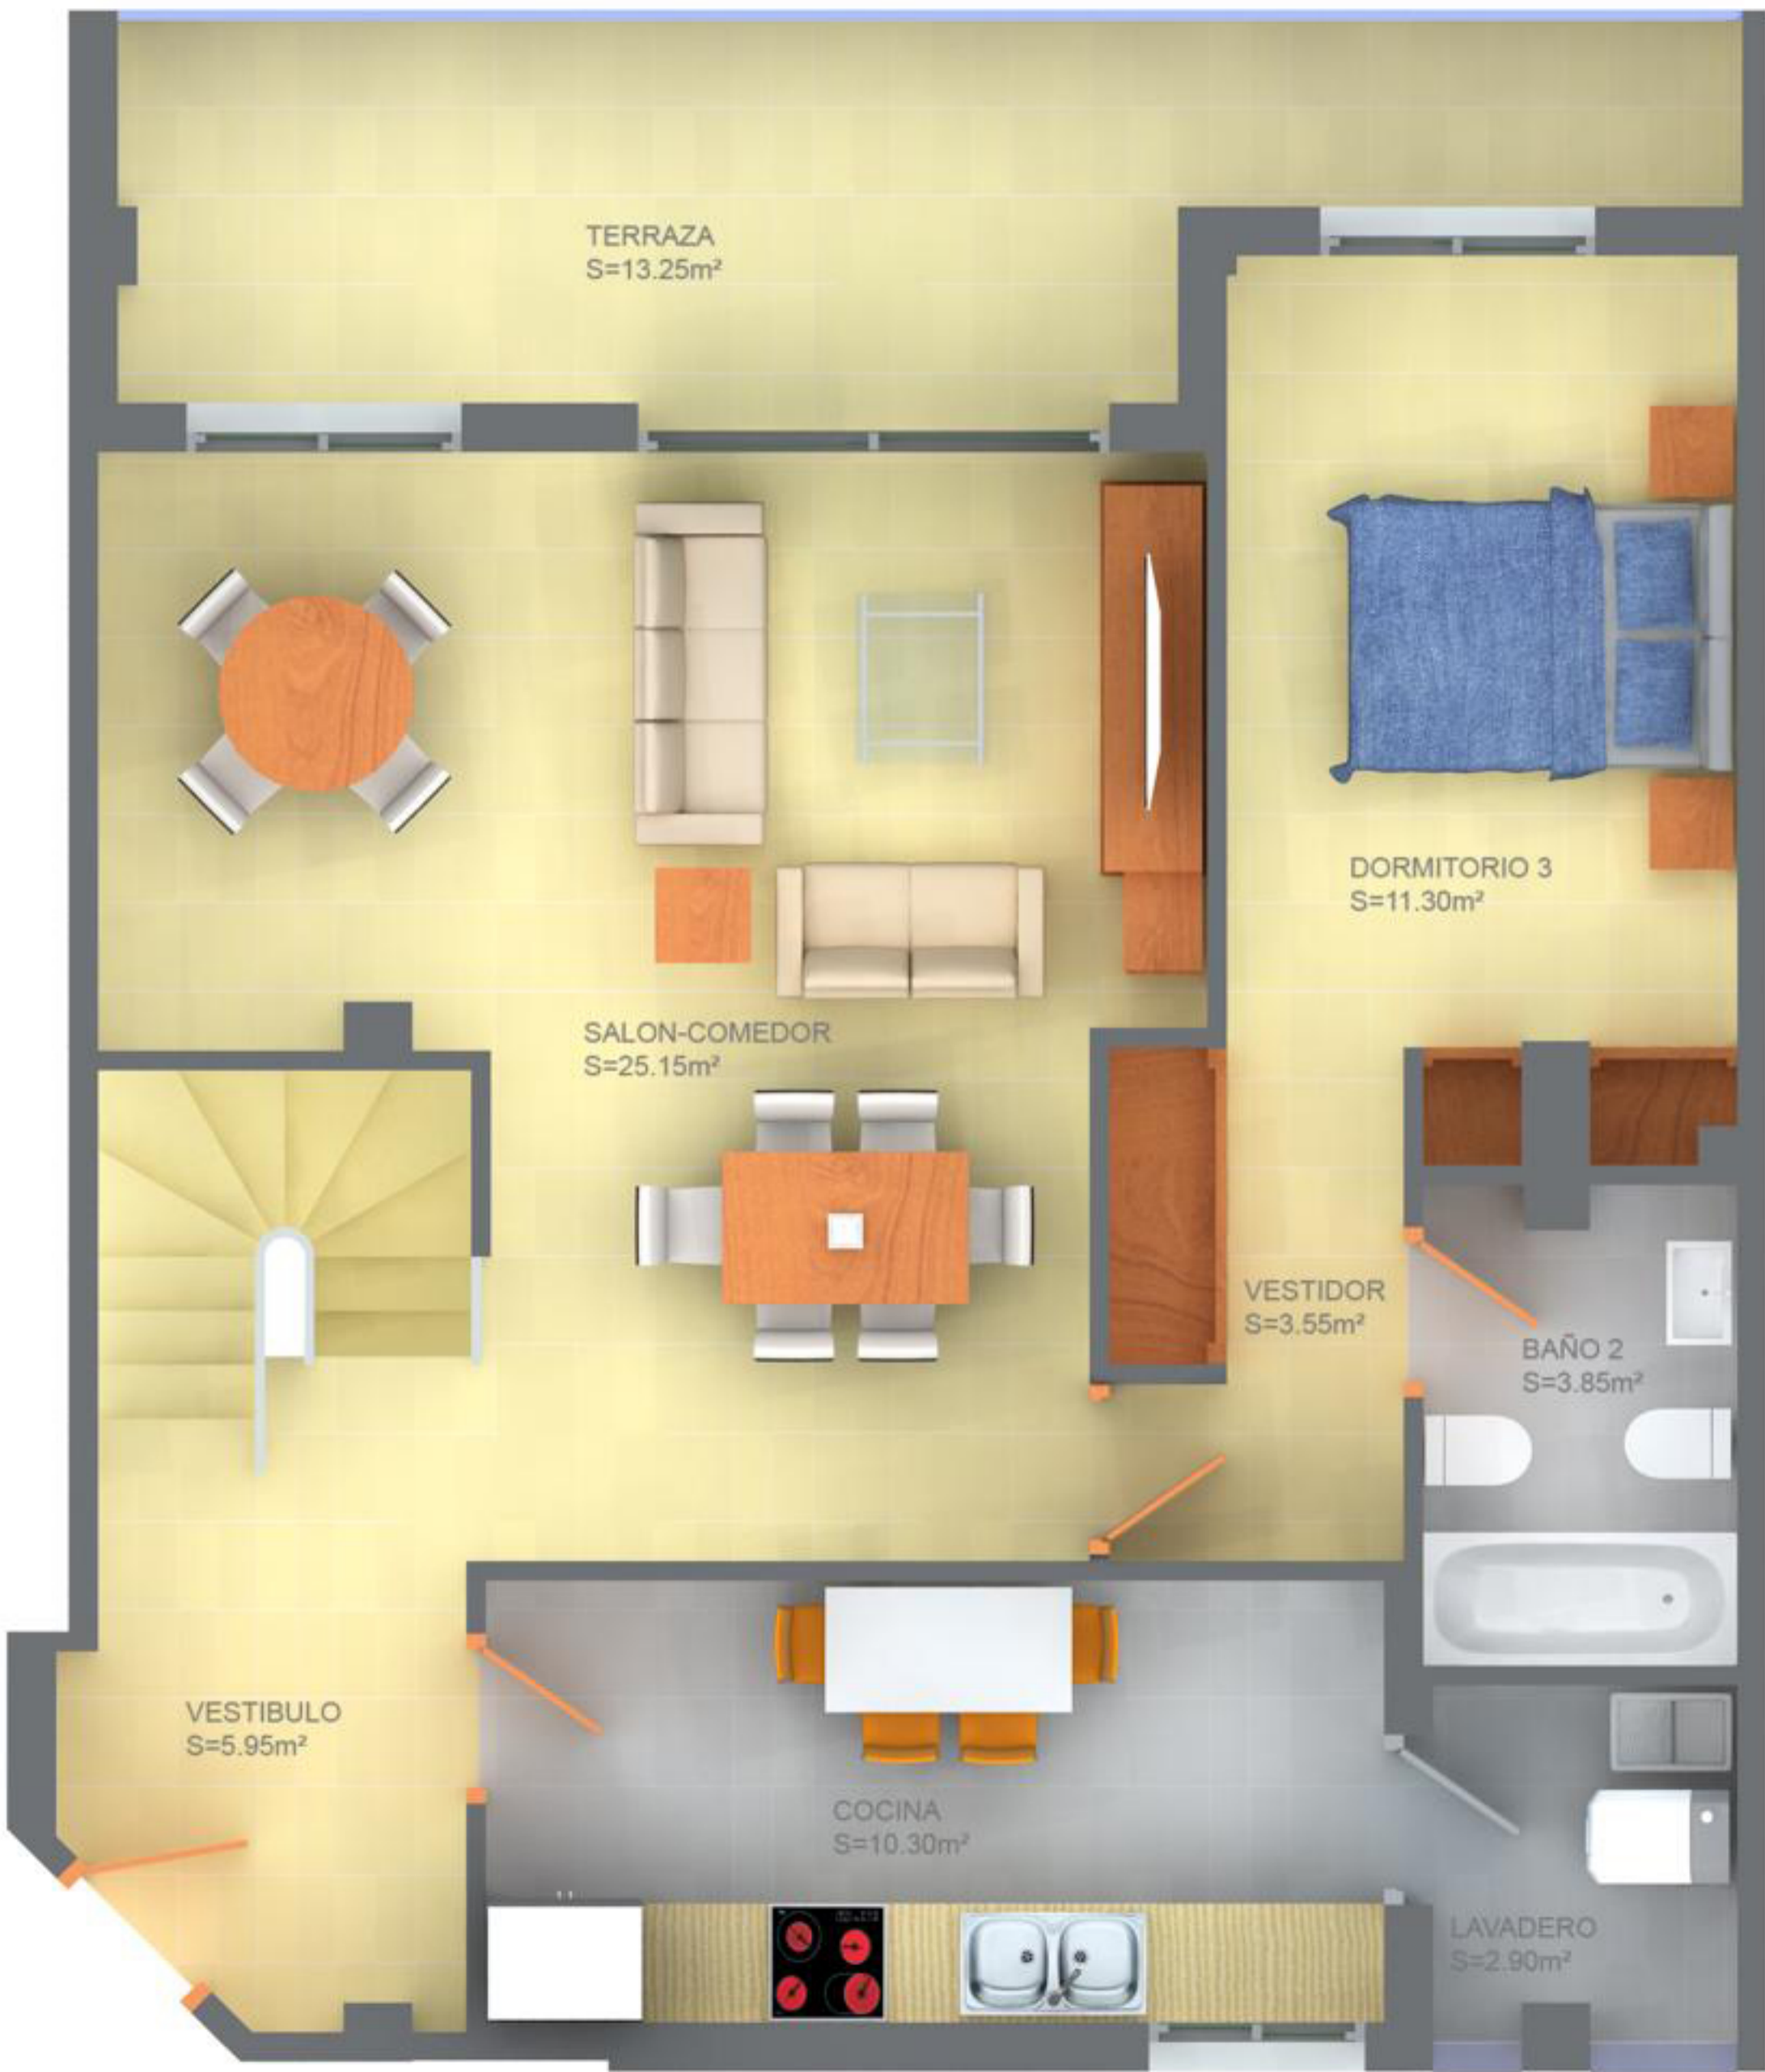 TERRAZA
S=13.25m²
DORMITORIO 3
S=11.30m²
SALON-COMEDOR
S=25.15m²
VESTIDOR
S=3.55m²
BAÑO 2
S=3.85m²
VESTIBULO
S=5.95m²
COCINA
S=10.30m²
LAVADERO
S=2.90m²